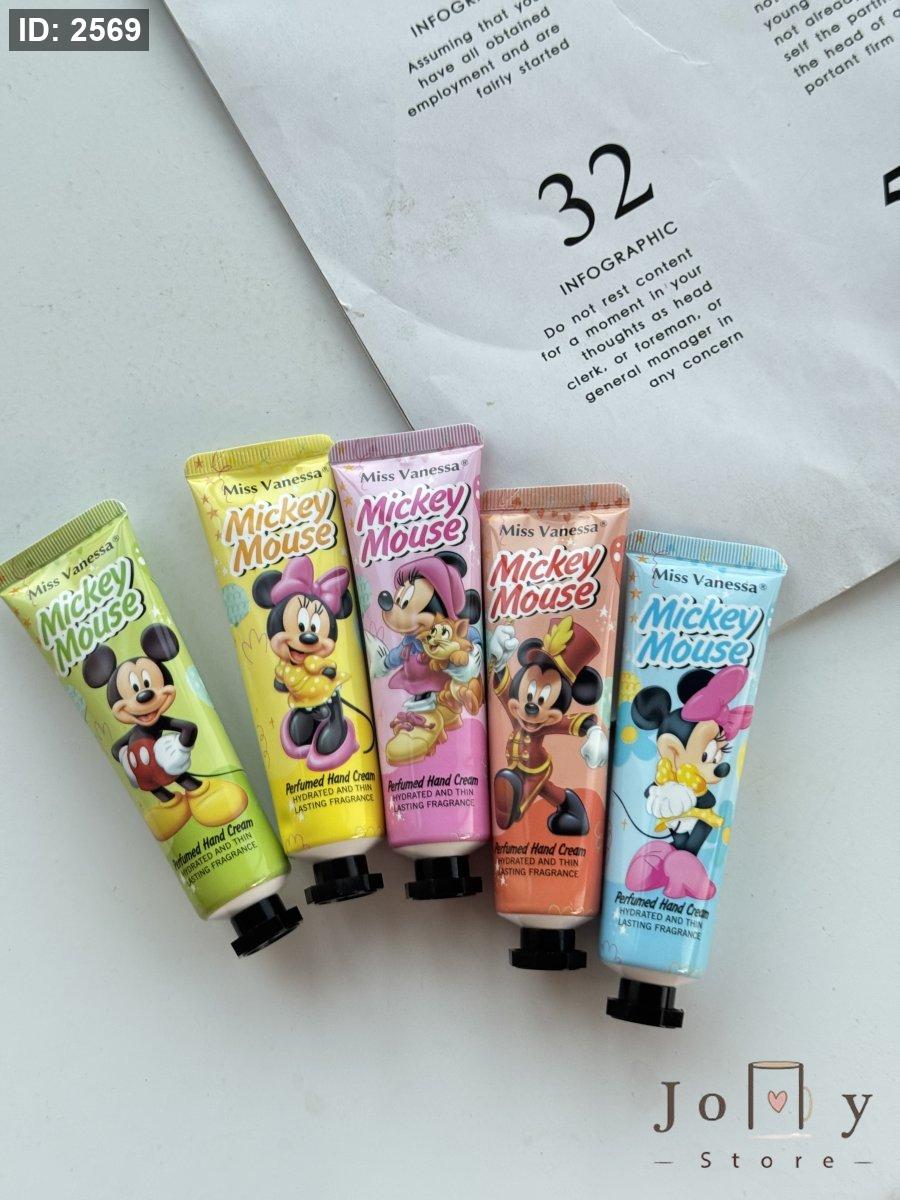 ID: 2569
Assuming that you
have all obtained
employment and are
fairly started
32
INFOGRAPHIC
Do not rest content
for a moment in your
thoughts as head
clerk, or foreman, or
general manager in
any concern
young
self the
the head of a
portant firm
Miss Vanessa®
Mickey
Mouse
Perfumed Hand Cream
HYDRATED AND THIN
LASTING FRAGRANCE
Miss Vanessa®
Mickey
Mouse
Perfumed Hand Cream
HYDRATED AND THIN
LASTING FRAGRANCE
Miss Vanessa®
Mickey
Mouse
Perfumed Hand Cream
HYDRATED AND THIN
LASTING FRAGRANCE
Miss Vanessa®
Mickey
Mouse
Perfumed Hand Cream
HYDRATED AND THIN
LASTING FRAGRANCE
Miss Vanessa®
Mickey
Mouse
Perfumed Hand Cream
HYDRATED AND THIN
LASTING FRAGRANCE
Jolly
Store